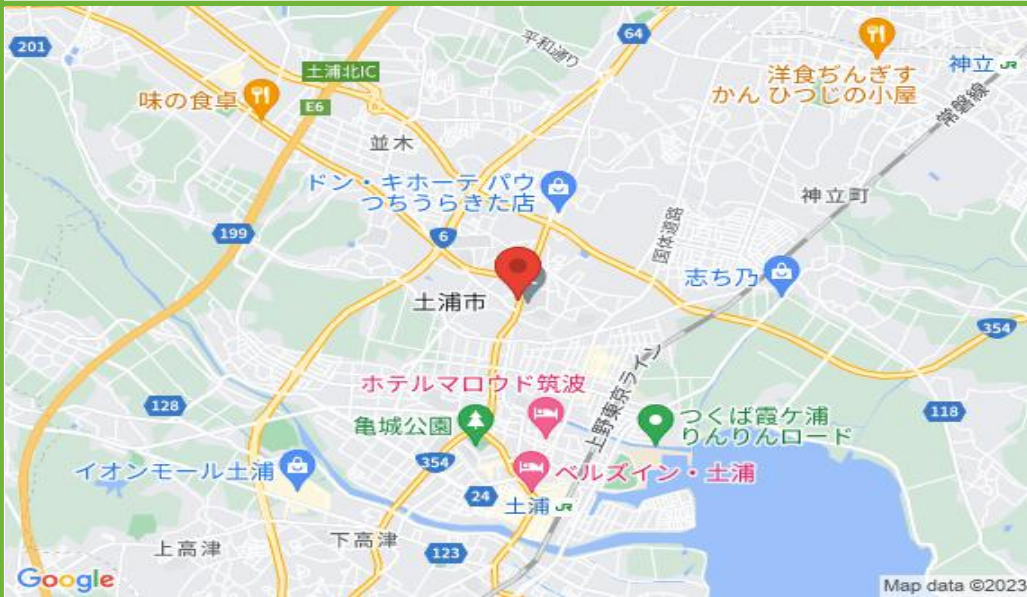 201
64
平和通り
神立 JR
洋食ぢんぎす
かん ひつじの小屋
土浦北IC
味の食卓
E6
常磐線
並木
ドン・キホーテ パウ
つちうらきた店
神立町
199
6
国体道路
志ち乃
土浦市
354
上野東京ライン
ホテルマロウド筑波
128
118
亀城公園
つくば霞ケ浦
りんりんロード
354
イオンモール土浦
ベルズイン・土浦
24
土浦 JR
上高津
下高津
123
Google
Map data ©2023